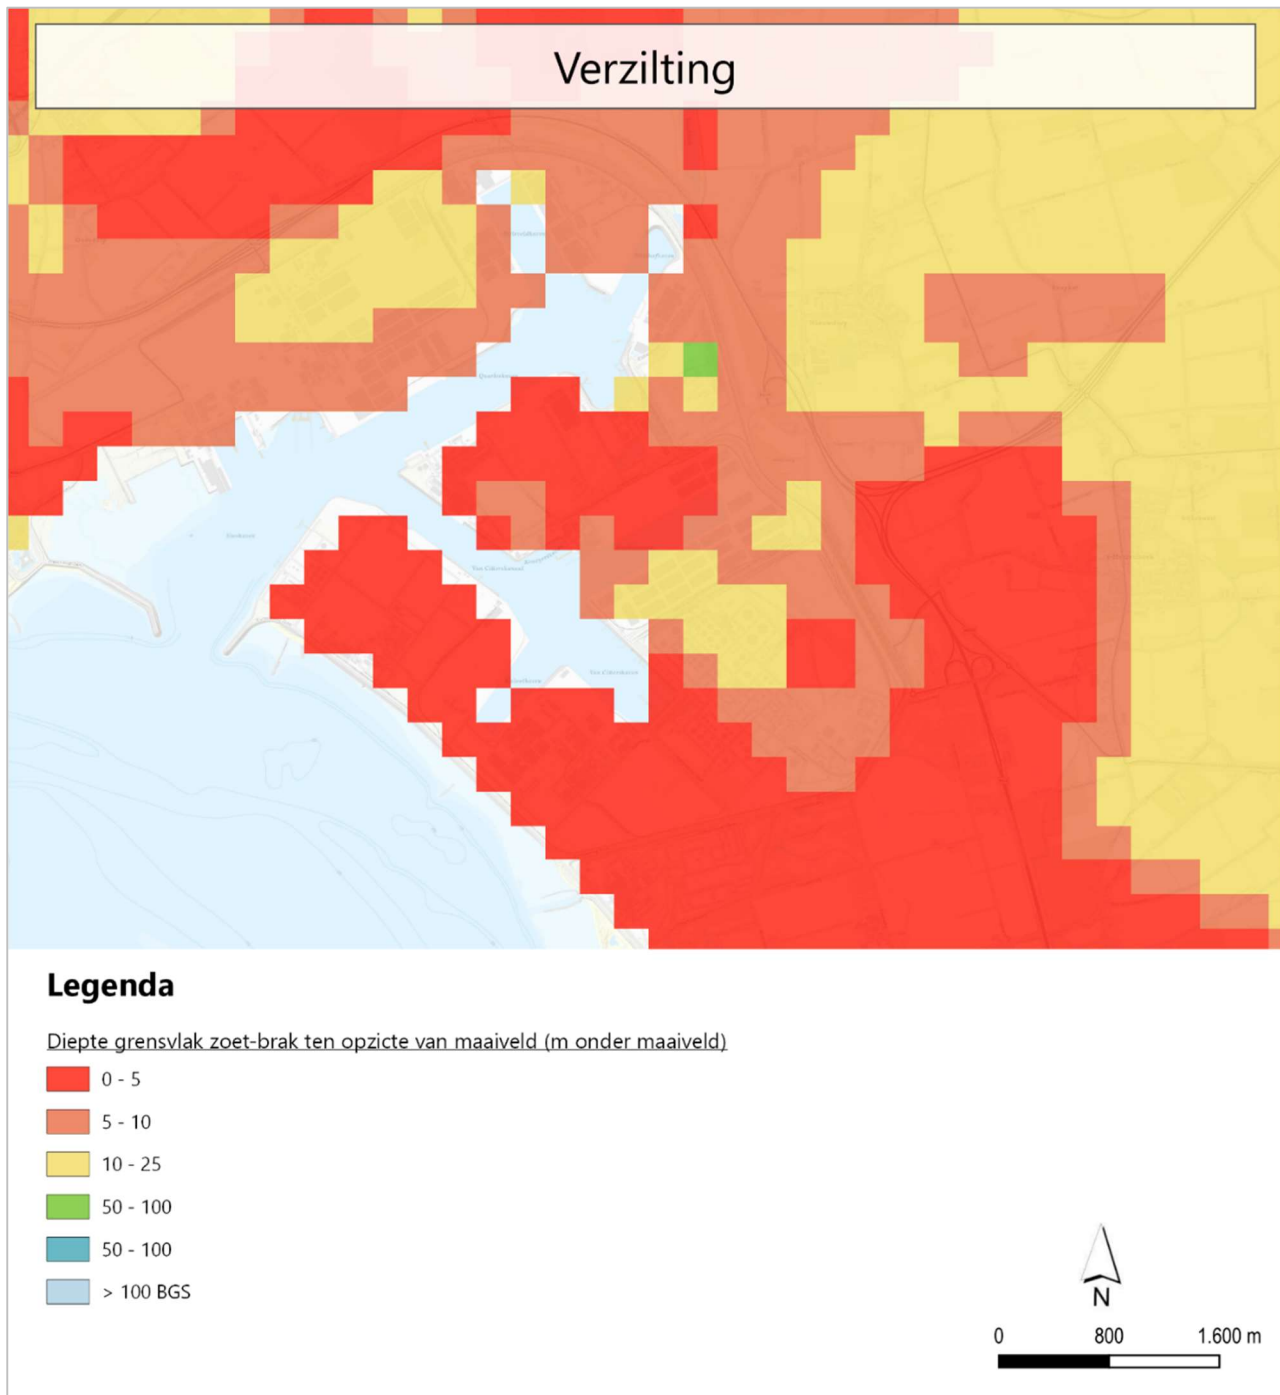 Verzilting
Legenda
Diepte grensvlak zoet-brak ten opzicte van maaiveld (m onder maaiveld)
0 - 5
5 - 10
10 - 25
50 - 100
50 - 100
> 100 BGS
N
0 800 1.600 m